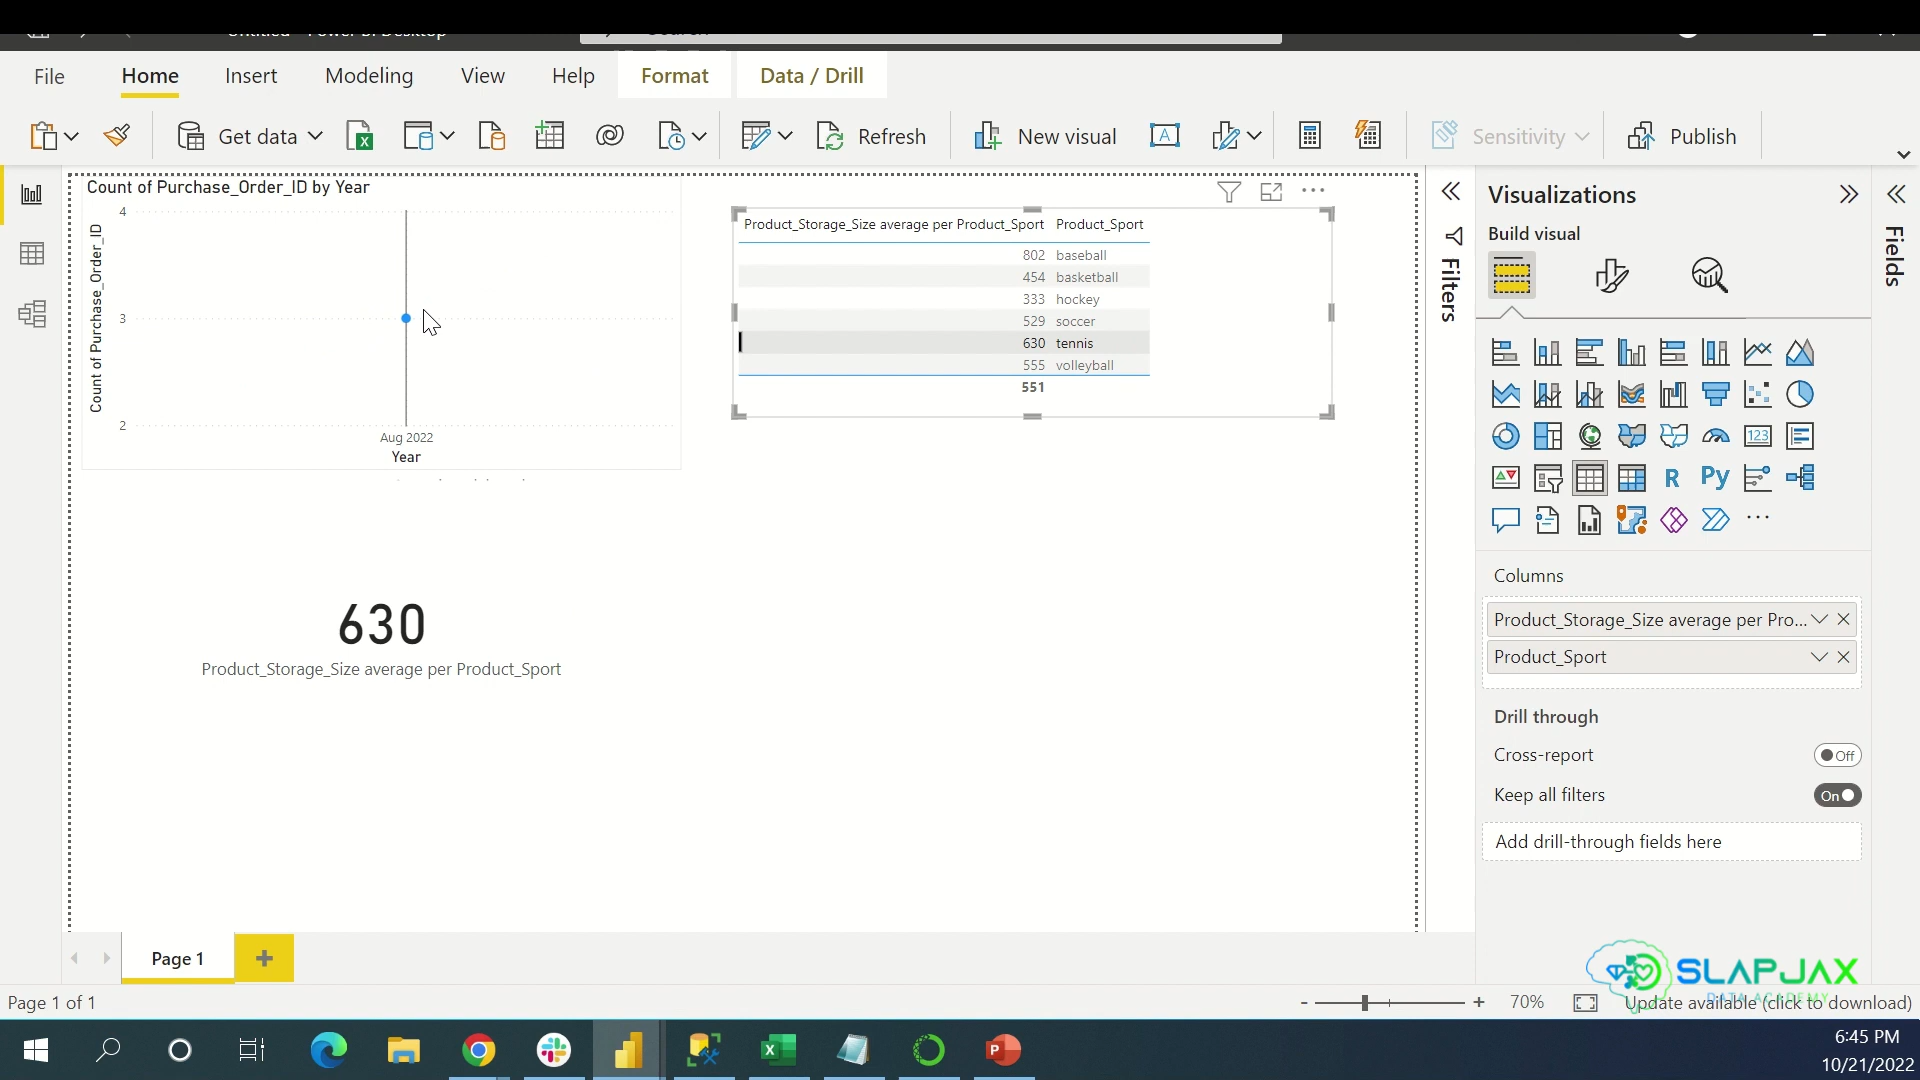 File
Home
Insert
Modeling
View
Help
Format
Data / Drill
Get data
Refresh
New visual
Sensitivity
Publish
Count of Purchase_Order_ID by Year
Count of Purchase_Order_ID
4
3
2
Aug 2022
Year
Product_Storage_Size average per Product_Sport Product_Sport
802 baseball
454 basketball
333 hockey
529 soccer
630 tennis
555 volleyball
551
630
Product_Storage_Size average per Product_Sport
Filters
Visualizations
Build visual
123
R
Py
Columns
Product_Storage_Size average per Pro...
Product_Sport
Drill through
Cross-report
Off
Keep all filters
On
Add drill-through fields here
Fields
Page 1
SLAPJAX
DATA ACADEMY
Page 1 of 1
- + 70%
Update available (click to download)
6:45 PM
10/21/2022